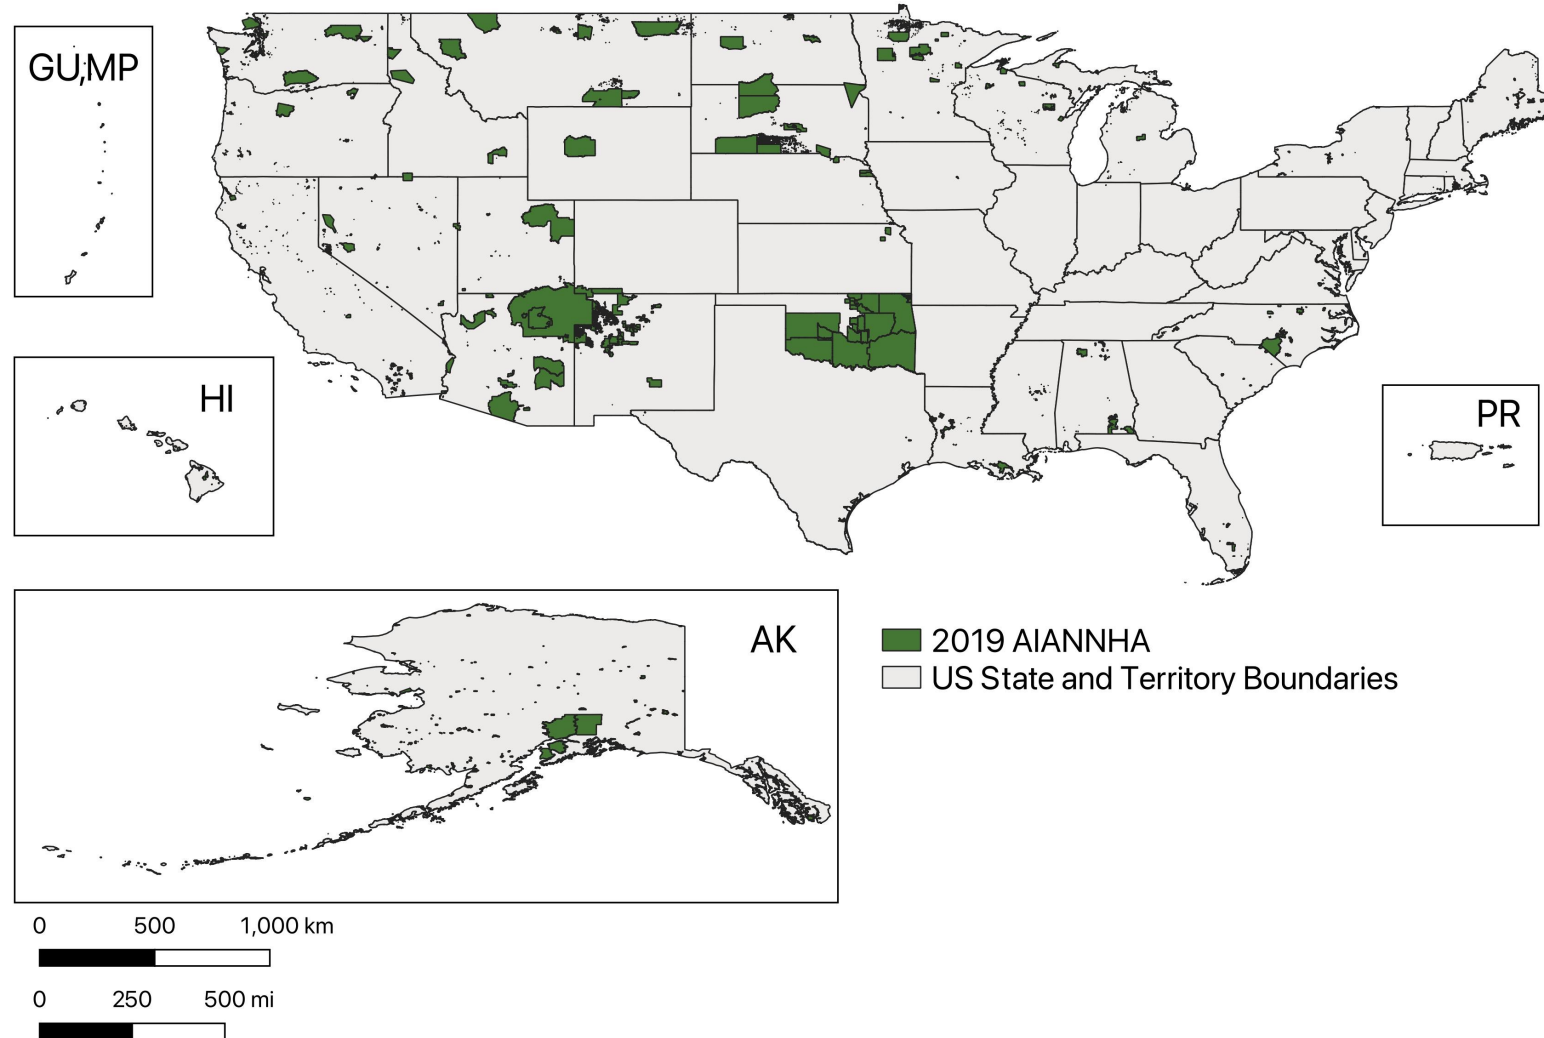 GU;MP
HI
PR
AK
2019 AIANNHA
US State and Territory Boundaries
0 500 1,000 km
0 250 500 mi